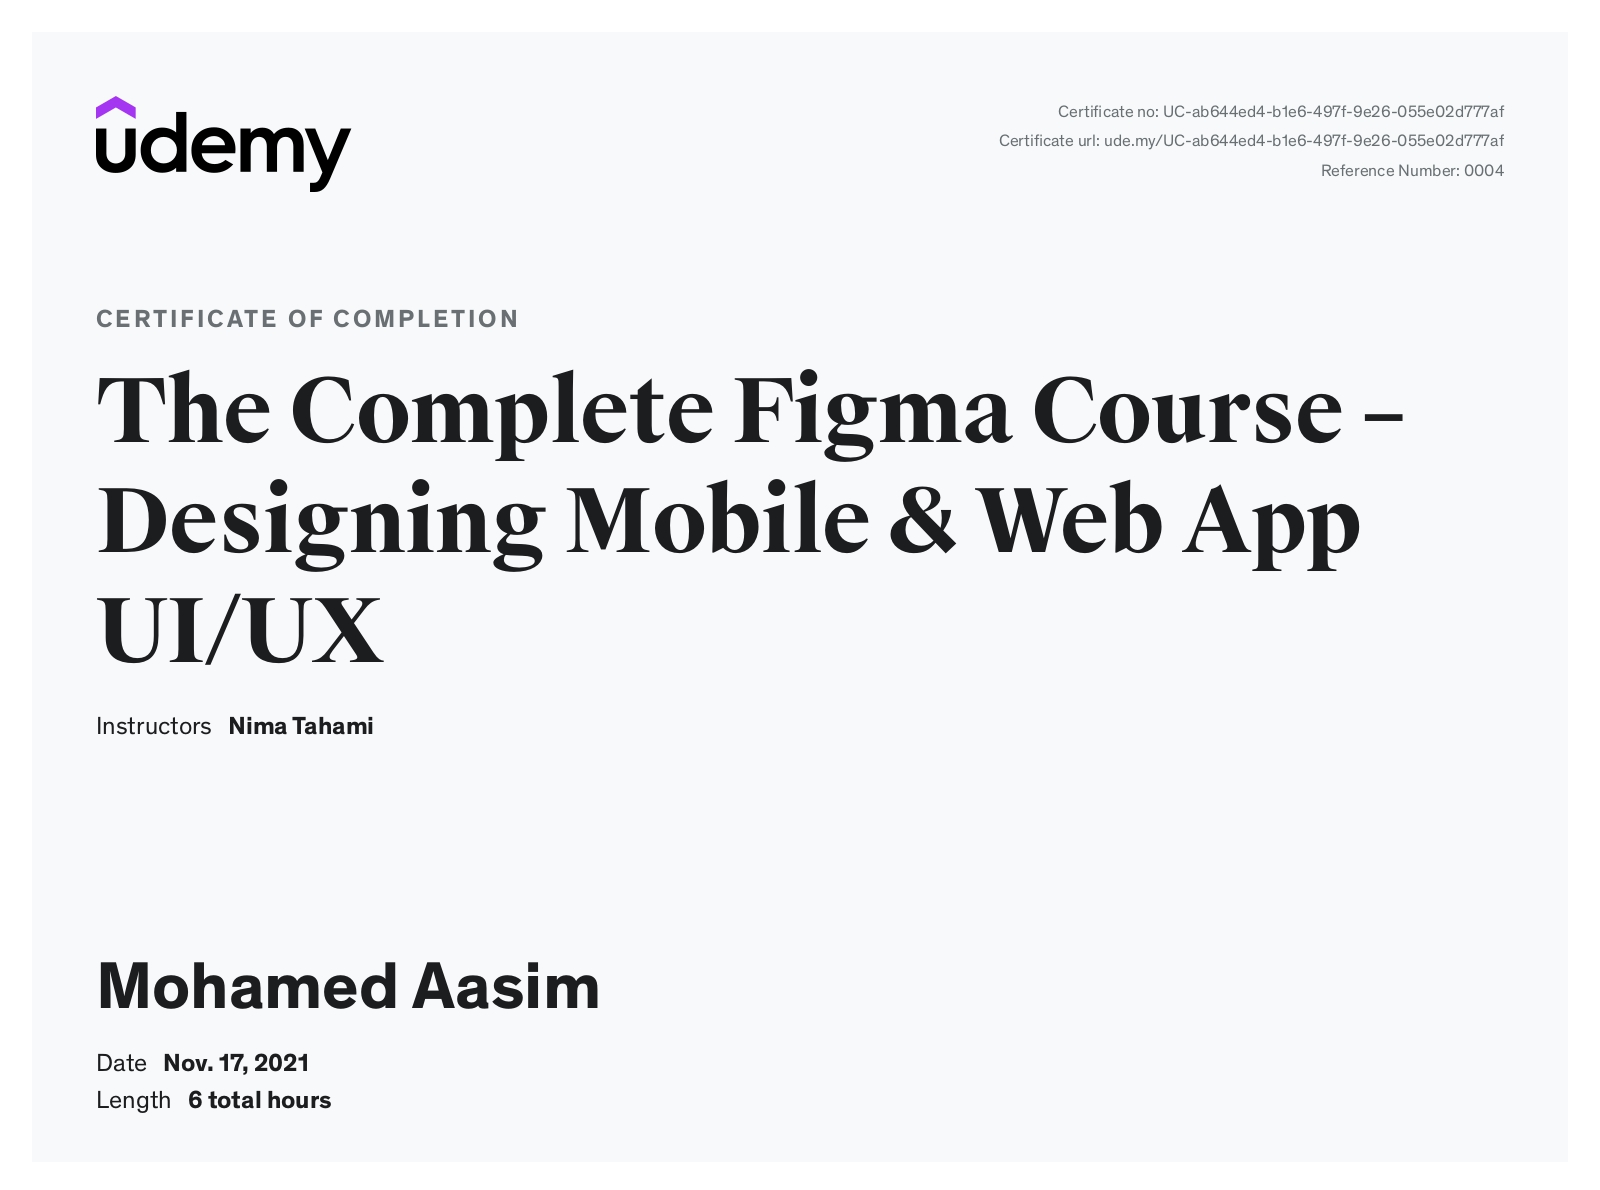 udemy
Certificate no: UC-ab644ed4-b1e6-497f-9e26-055e02d777af
Certificate url: ude.my/UC-ab644ed4-b1e6-497f-9e26-055e02d777af
Reference Number: 0004
CERTIFICATE OF COMPLETION
The Complete Figma Course –
Designing Mobile & Web App
UI/UX
Instructors Nima Tahami
Mohamed Aasim
Date Nov. 17, 2021
Length 6 total hours